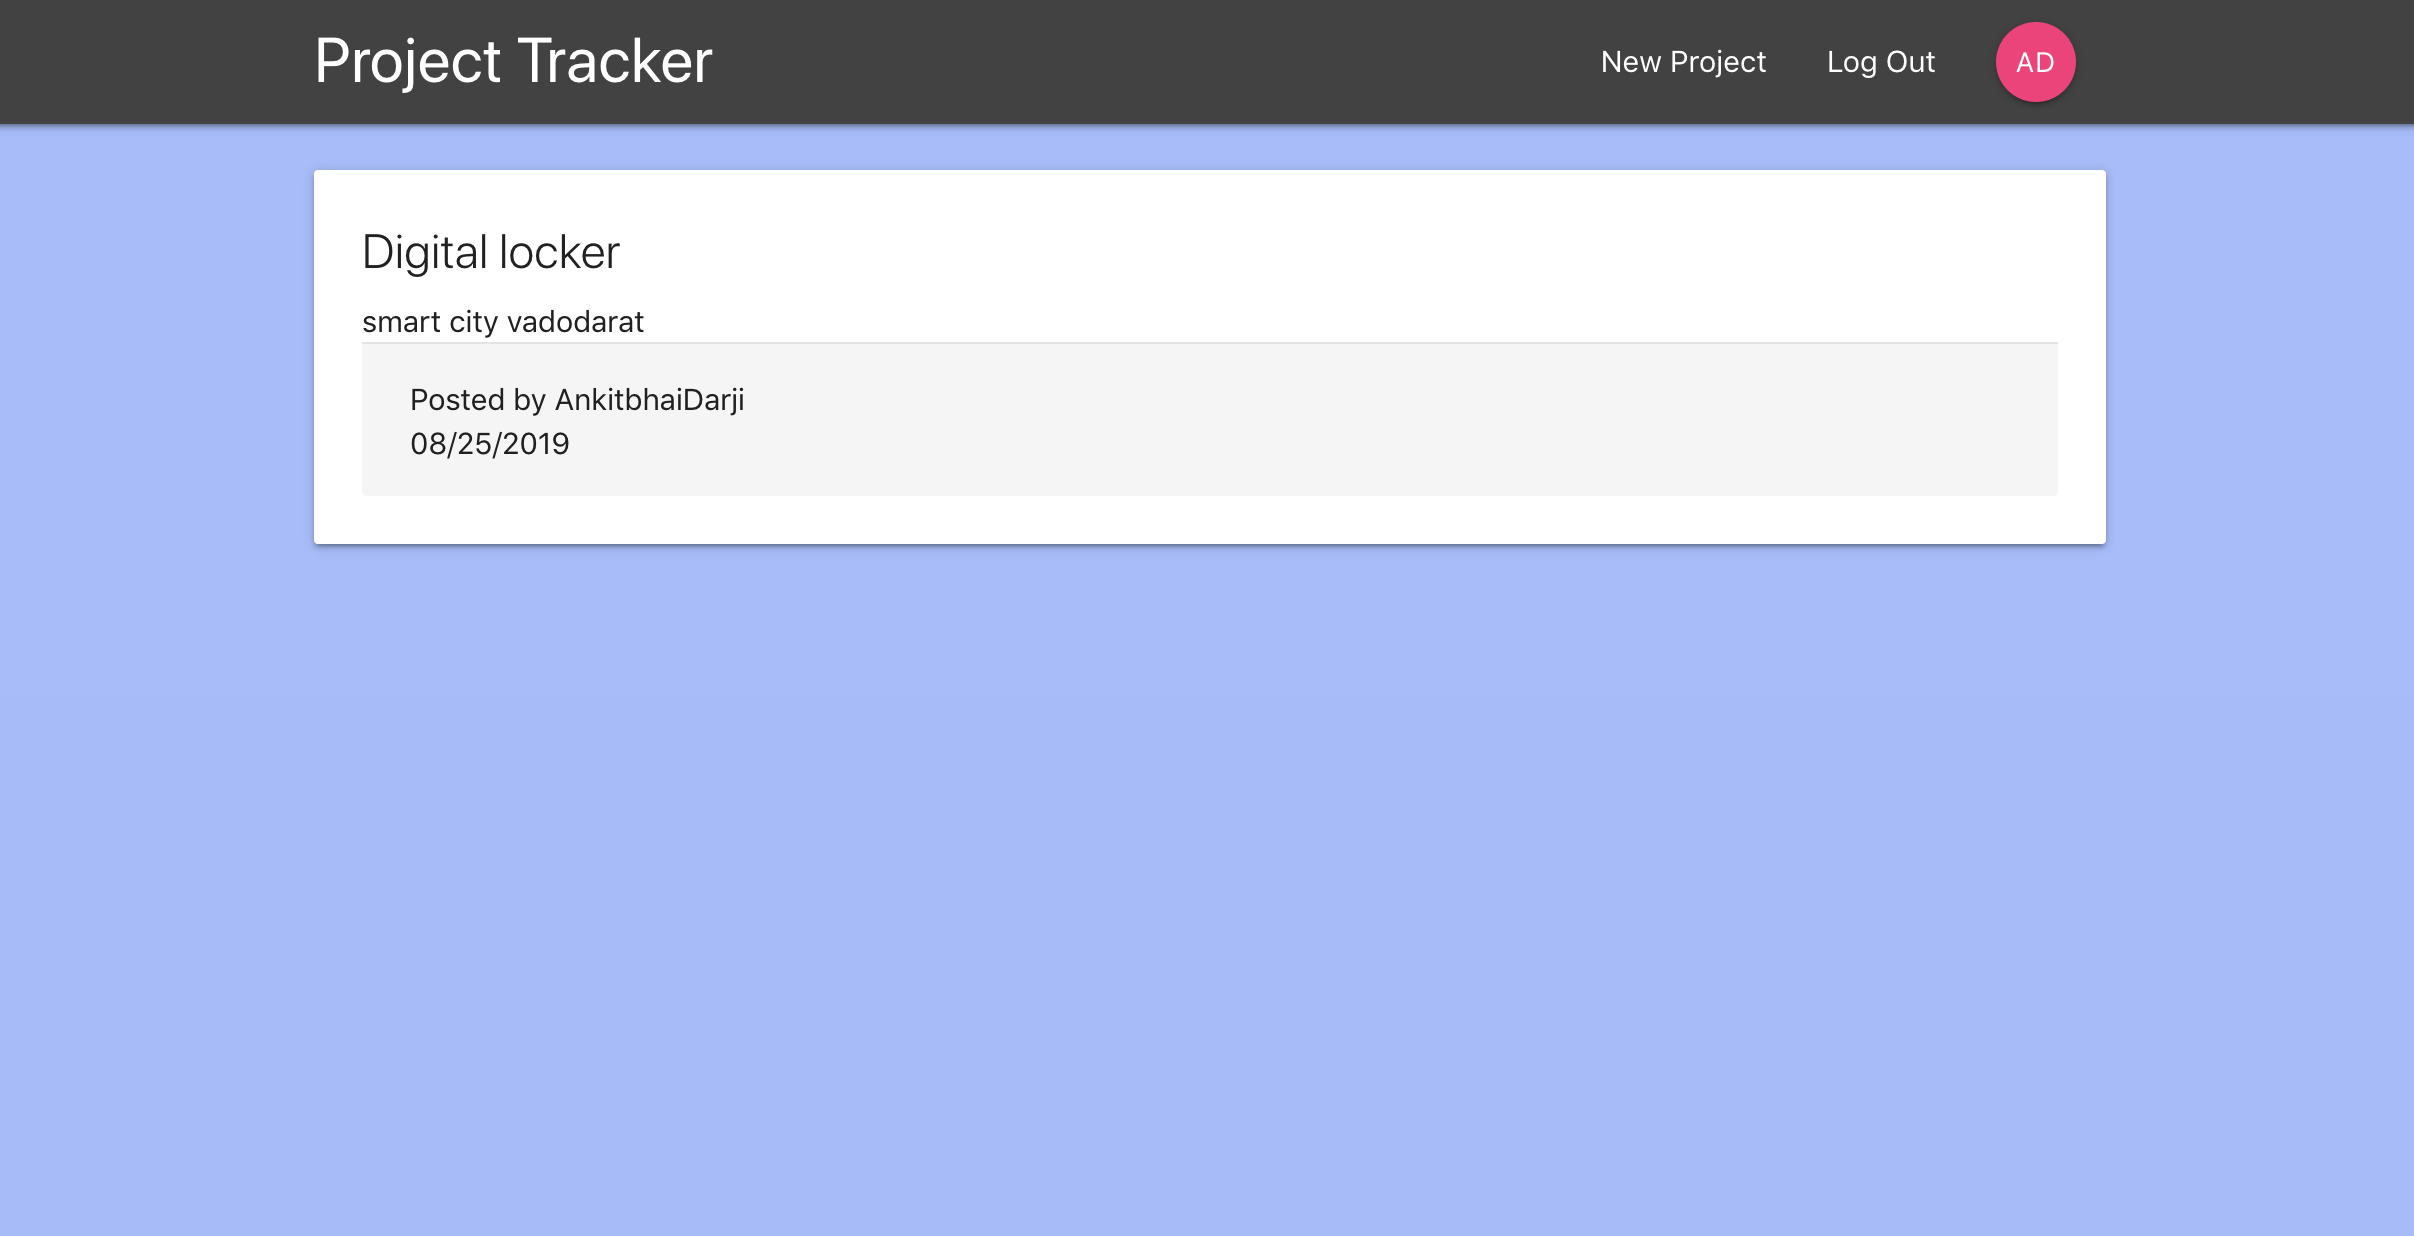 Project Tracker
New Project
Log Out
AD
Digital locker
smart city vadodarat
Posted by AnkitbhaiDarji
08/25/2019